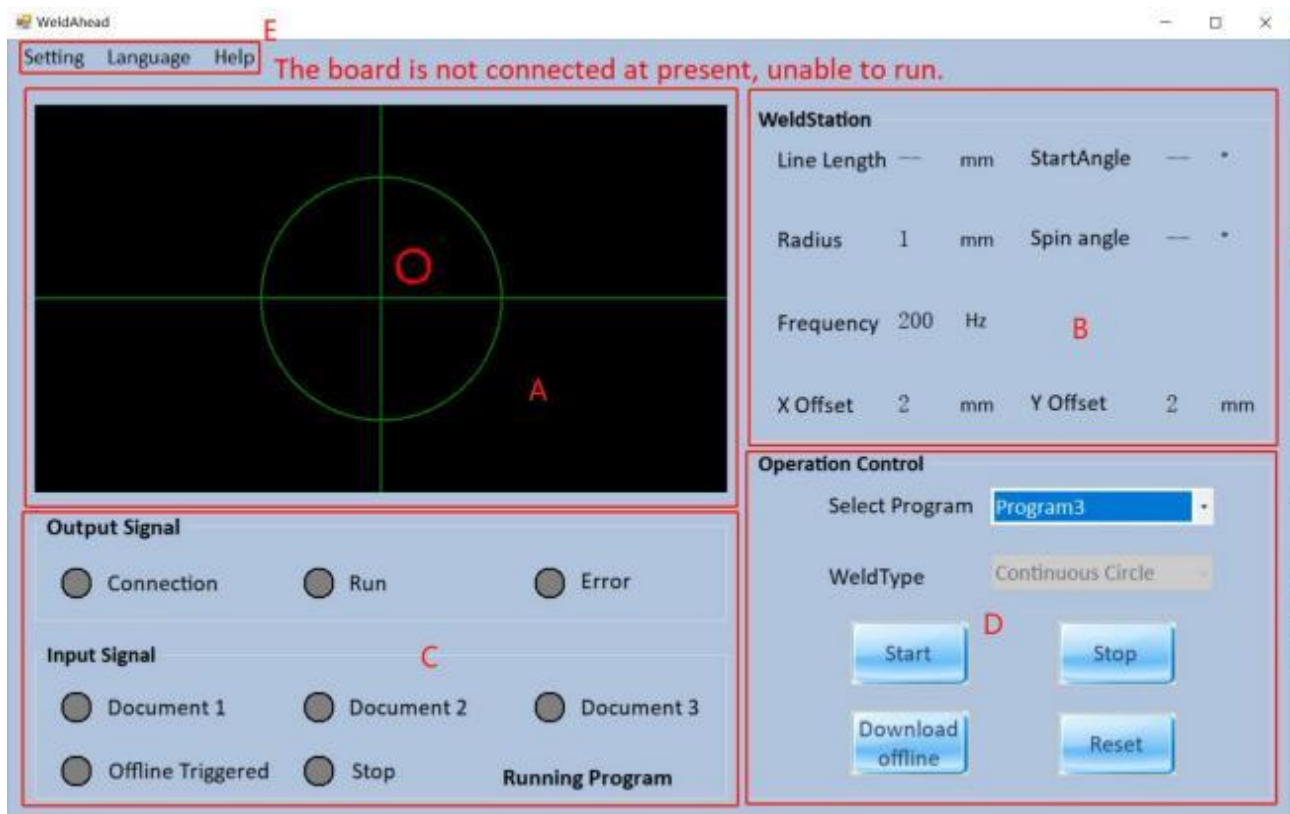 WeldAhead
E
Setting Language Help
The board is not connected at present, unable to run.
A
WeldStation
Line Length -- mm StartAngle -- °
Radius 1 mm Spin angle -- °
Frequency 200 Hz
B
X Offset 2 mm Y Offset 2 mm
Output Signal
Connection Run Error
Input Signal
C
Document 1 Document 2 Document 3
Offline Triggered Stop Running Program
Operation Control
Select Program Program3
WeldType Continuous Circle
D
Start Stop
Download
offline
Reset